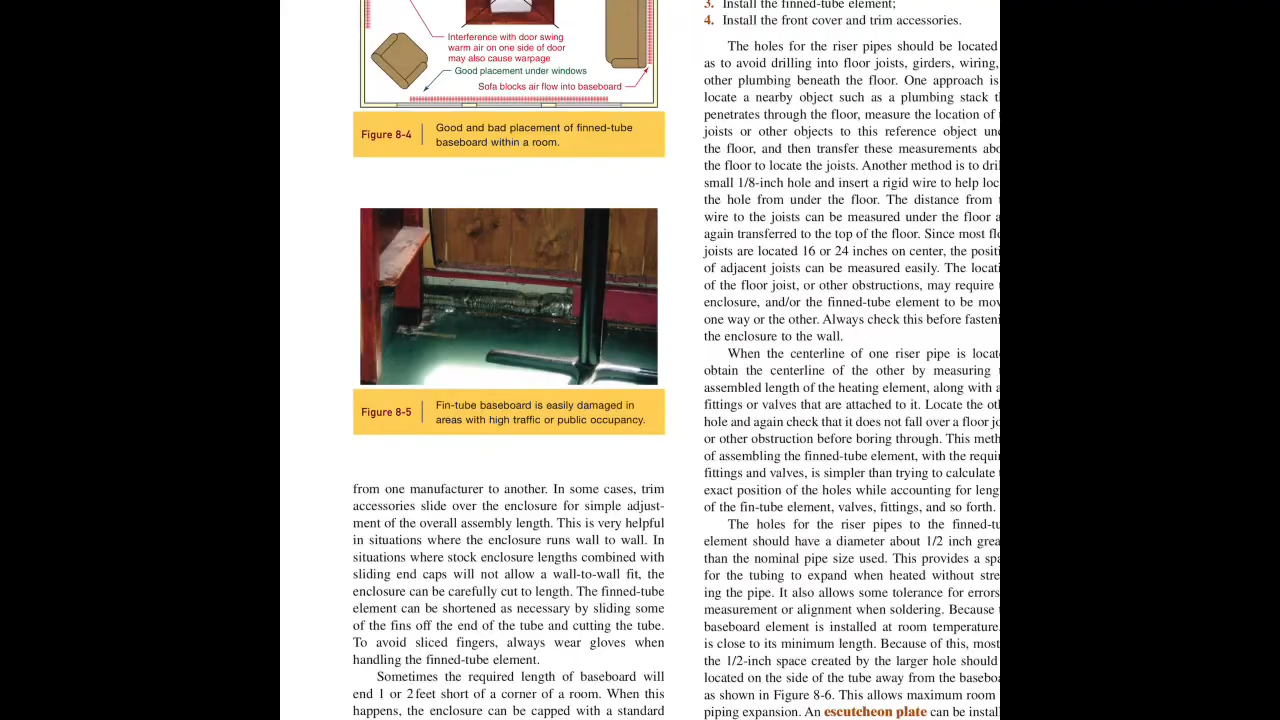 Interference with door swing
warm air on one side of door
may also cause warpage
Good placement under windows
Sofa blocks air flow into baseboard
Figure 8-4
Good and bad placement of finned-tube
baseboard within a room.
Figure 8-5
Fin-tube baseboard is easily damaged in
areas with high traffic or public occupancy.
from one manufacturer to another. In some cases, trim
accessories slide over the enclosure for simple adjust-
ment of the overall assembly length. This is very helpful
in situations where the enclosure runs wall to wall. In
situations where stock enclosure lengths combined with
sliding end caps will not allow a wall-to-wall fit, the
enclosure can be carefully cut to length. The finned-tube
element can be shortened as necessary by sliding some
of the fins off the end of the tube and cutting the tube.
To avoid sliced fingers, always wear gloves when
handling the finned-tube element.
Sometimes the required length of baseboard will
end 1 or 2 feet short of a corner of a room. When this
happens, the enclosure can be capped with a standard
3. Install the finned-tube element;
4. Install the front cover and trim accessories.
The holes for the riser pipes should be located
as to avoid drilling into floor joists, girders, wiring,
other plumbing beneath the floor. One approach is
locate a nearby object such as a plumbing stack
penetrates through the floor, measure the location of
joists or other objects to this reference object
the floor, and then transfer these measurements
the floor to locate the joists. Another method is to
small 1/8-inch hole and insert a rigid wire to help
the hole from under the floor. The distance from
wire to the joists can be measured under the floor
again transferred to the top of the floor. Since most
joists are located 16 or 24 inches on center, the
of adjacent joists can be measured easily. The
of the floor joist, or other obstructions, may require
enclosure, and/or the finned-tube element to be
one way or the other. Always check this before
the enclosure to the wall.
When the centerline of one riser pipe is
obtain the centerline of the other by measuring
assembled length of the heating element, along with
fittings or valves that are attached to it. Locate the
hole and again check that it does not fall over a floor
or other obstruction before boring through. This
of assembling the finned-tube element, with the
fittings and valves, is simpler than trying to calculate
exact position of the holes while accounting for
of the fin-tube element, valves, fittings, and so forth.
The holes for the riser pipes to the
element should have a diameter about 1/2 inch
than the nominal pipe size used. This provides a
for the tubing to expand when heated without
ing the pipe. It also allows some tolerance for errors
measurement or alignment when soldering. Because
baseboard element is installed at room temperature,
is close to its minimum length. Because of this, most
the 1/2-inch space created by the larger hole should
located on the side of the tube away from the
as shown in Figure 8-6. This allows maximum room
piping expansion. An escutcheon plate can be